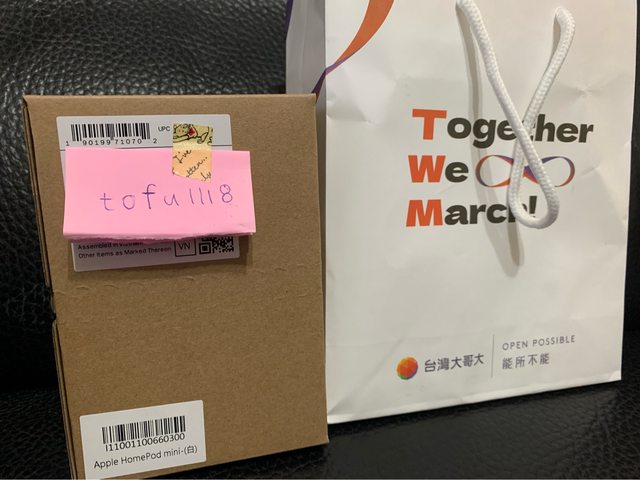 UPC
1 90199 71070 2
I've
tofu1118
Assembled in Vietnam
Other Items as Marked Thereon
VN
I11001100660300
Apple HomePod mini-(白)
Together
We
March!
台灣大哥大
OPEN POSSIBLE
能所不能